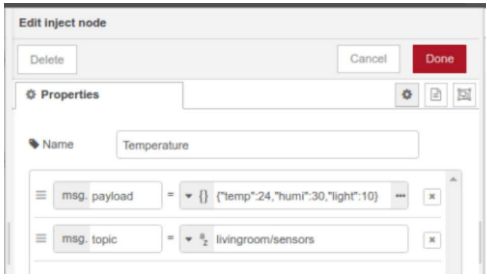 Edit inject node
Delete Cancel Done
Properties
Name Temperature
msg. payload = {} {"temp":24,"humi":30,"light":10} •••
msg. topic = a z livingroom/sensors